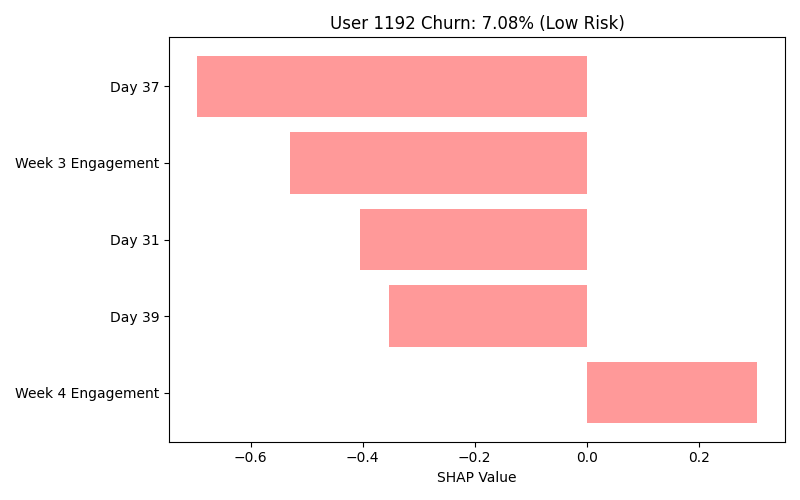 User 1192 Churn: 7.08% (Low Risk)
Day 37
Week 3 Engagement
Day 31
Day 39
Week 4 Engagement
−0.6 −0.4 −0.2 0.0 0.2
SHAP Value